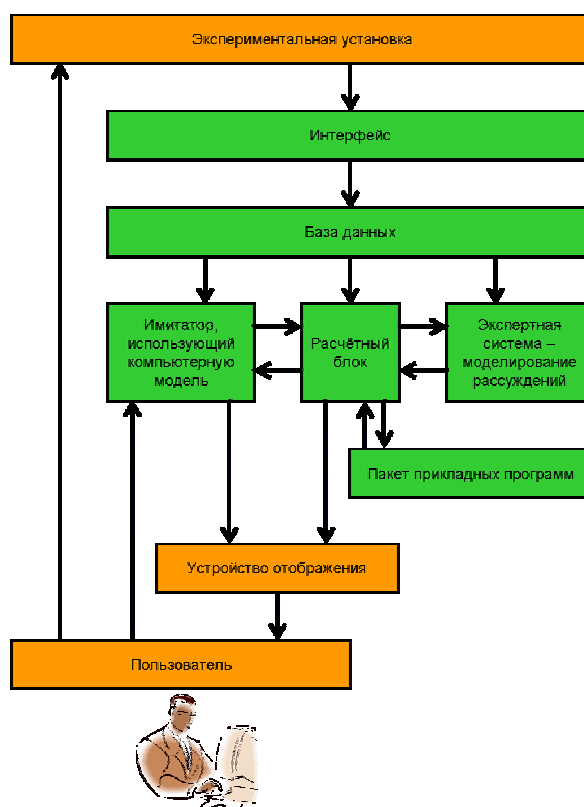 Экспериментальная установка
Интерфейс
База данных
Имитатор,
использующий
компьютерную
модель
Расчётный
блок
Экспертная
система –
моделирование
рассуждений
Пакет прикладных программ
Устройство отображения
Пользователь